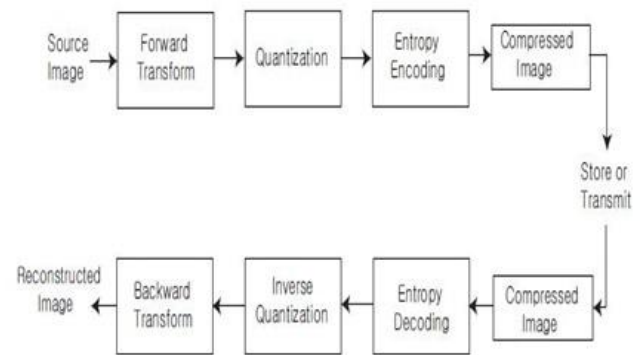 Source
Image
Forward
Transform
Quantization
Entropy
Encoding
Compressed
Image
Store or
Transmit
Reconstructed
Image
Backward
Transform
Inverse
Quantization
Entropy
Decoding
Compressed
Image